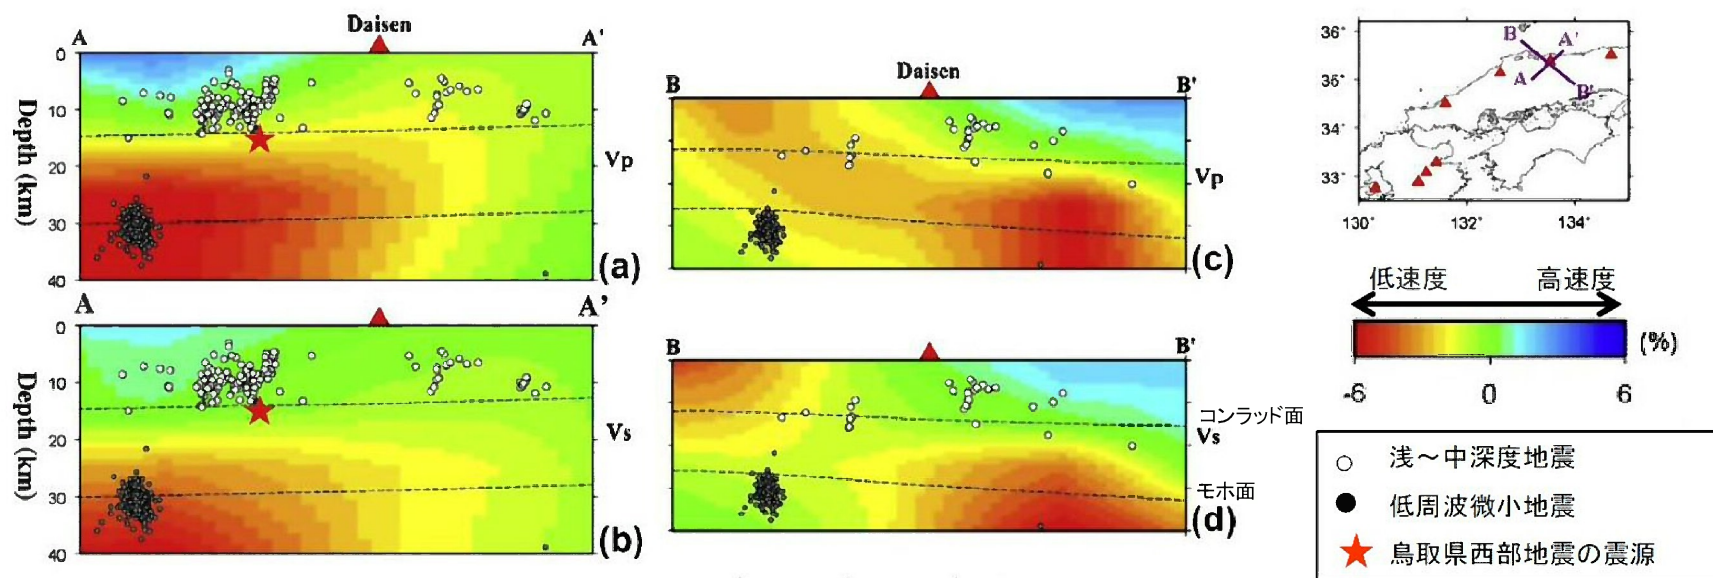 Daisen
A
A'
0
10
20
30
40
Depth (km)
Vp
(a)
A
A'
0
10
20
30
40
Depth (km)
Vs
(b)
Daisen
B
B'
Vp
(c)
B
B'
コンラッド面
Vs
モホ面
(d)
36°
35°
34°
33°
130°
132°
134°
B
A'
A
B'
低速度
高速度
(%)
-6
0
6
浅～中深度地震
低周波微小地震
鳥取県西部地震の震源